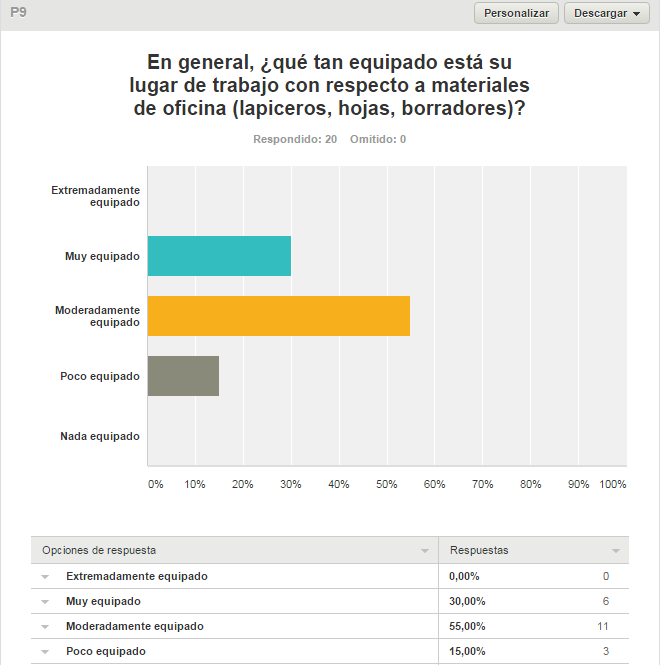 P9
Personalizar
Descargar
En general, ¿qué tan equipado está su
lugar de trabajo con respecto a materiales
de oficina (lapiceros, hojas, borradores)?
Respondido: 20 Omitido: 0
Extremadamente
equipado
Muy equipado
Moderadamente
equipado
Poco equipado
Nada equipado
0% 10% 20% 30% 40% 50% 60% 70% 80% 90% 100%
Opciones de respuesta Respuestas
Extremadamente equipado 0,00% 0
Muy equipado 30,00% 6
Moderadamente equipado 55,00% 11
Poco equipado 15,00% 3